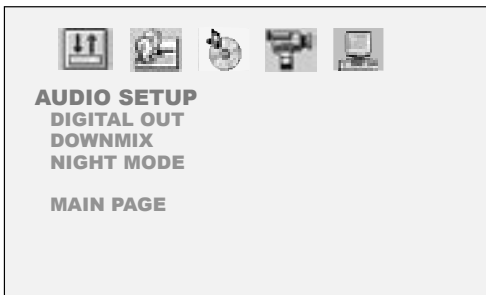 AUDIO SETUP
DIGITAL OUT
DOWNMIX
NIGHT MODE
MAIN PAGE